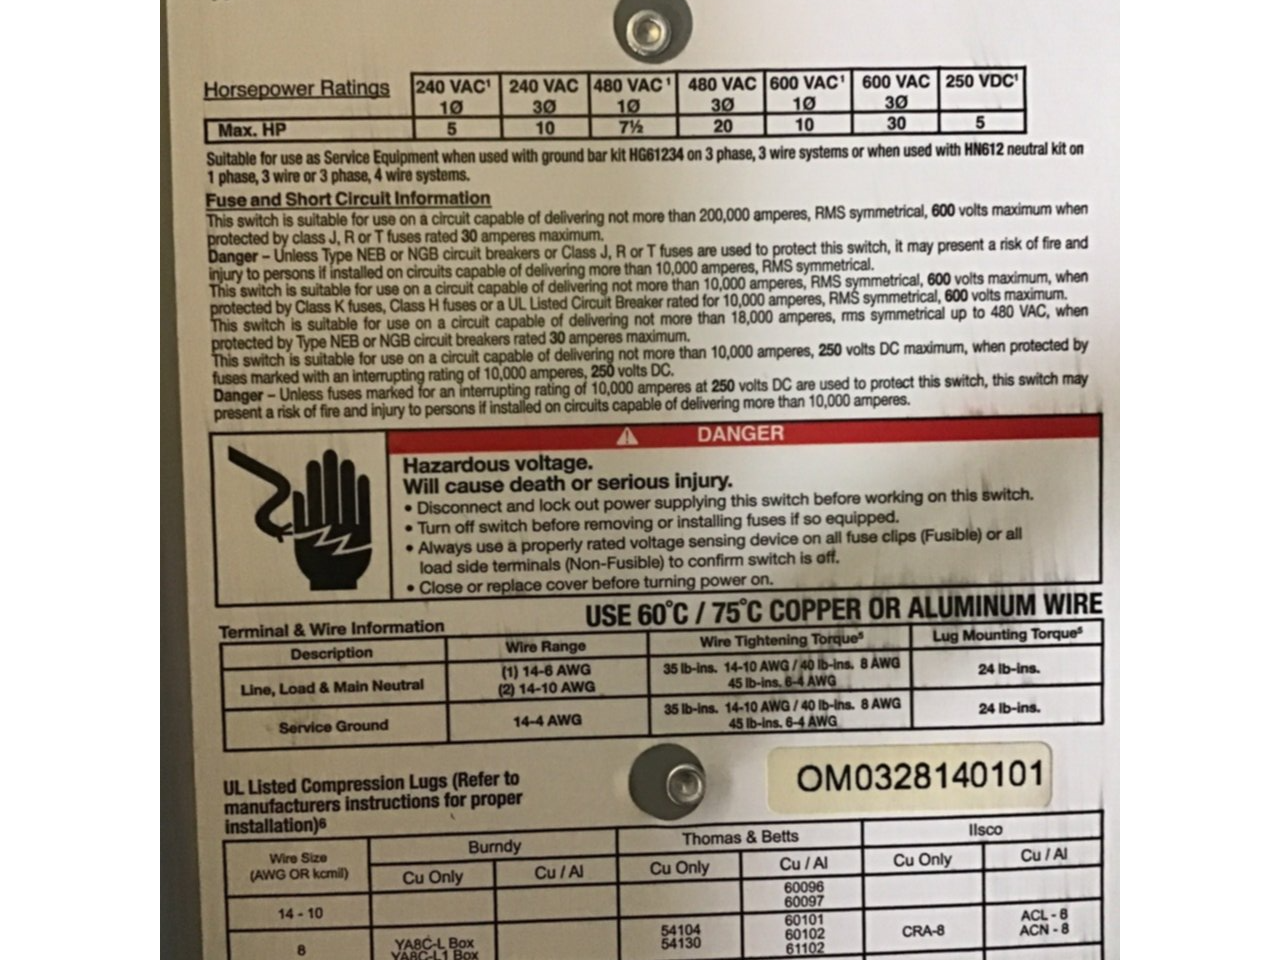 Horsepower Ratings 240 VAC¹ 240 VAC 480 VAC¹ 480 VAC 600 VAC¹ 600 VAC 250 VDC¹
1Ø 3Ø 1Ø 3Ø 1Ø 3Ø
Max. HP 5 10 7½ 20 10 30 5
Suitable for use as Service Equipment when used with ground bar kit HG61234 on 3 phase, 3 wire systems or when used with HN612 neutral kit on
1 phase, 3 wire or 3 phase, 4 wire systems.
Fuse and Short Circuit Information
This switch is suitable for use on a circuit capable of delivering not more than 200,000 amperes, RMS symmetrical, 600 volts maximum when
protected by class J, R or T fuses rated 30 amperes maximum.
Danger – Unless Type NEB or NGB circuit breakers or Class J, R or T fuses are used to protect this switch, it may present a risk of fire and
injury to persons if installed on circuits capable of delivering more than 10,000 amperes, RMS symmetrical.
This switch is suitable for use on a circuit capable of delivering not more than 10,000 amperes, RMS symmetrical, 600 volts maximum, when
protected by Class K fuses, Class H fuses or a UL Listed Circuit Breaker rated for 10,000 amperes, RMS symmetrical, 600 volts maximum.
This switch is suitable for use on a circuit capable of delivering not more than 18,000 amperes, rms symmetrical up to 480 VAC, when
protected by Type NEB or NGB circuit breakers rated 30 amperes maximum.
This switch is suitable for use on a circuit capable of delivering not more than 10,000 amperes, 250 volts DC maximum, when protected by
fuses marked with an interrupting rating of 10,000 amperes, 250 volts DC.
Danger – Unless fuses marked for an interrupting rating of 10,000 amperes at 250 volts DC are used to protect this switch, this switch may
present a risk of fire and injury to persons if installed on circuits capable of delivering more than 10,000 amperes.
DANGER
Hazardous voltage.
Will cause death or serious injury.
• Disconnect and lock out power supplying this switch before working on this switch.
• Turn off switch before removing or installing fuses if so equipped.
• Always use a properly rated voltage sensing device on all fuse clips (Fusible) or all
load side terminals (Non-Fusible) to confirm switch is off.
• Close or replace cover before turning power on.
USE 60°C / 75°C COPPER OR ALUMINUM WIRE
Terminal & Wire Information
Description Wire Range Wire Tightening Torque⁵ Lug Mounting Torque⁵
Line, Load & Main Neutral (1) 14-6 AWG 35 lb-ins. 14-10 AWG / 40 lb-ins. 8 AWG 24 lb-ins.
(2) 14-10 AWG 45 lb-ins. 6-4 AWG
Service Ground 14-4 AWG 35 lb-ins. 14-10 AWG / 40 lb-ins. 8 AWG 24 lb-ins.
45 lb-ins. 6-4 AWG
UL Listed Compression Lugs (Refer to
manufacturers instructions for proper
installation)⁶
OM0328140101
Wire Size Burndy Thomas & Betts Ilsco
(AWG OR kcmil) Cu Only Cu / Al Cu Only Cu / Al Cu Only Cu / Al
14 - 10 60096
60097
8 YA8C-L Box 54104 60101 CRA-8 ACL - 8
YA8C-L1 Box 54130 60102 ACN - 8
61102